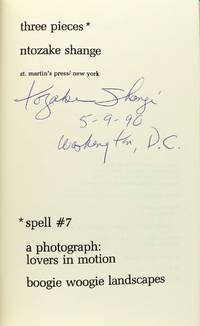 three pieces*
ntozake shange
st. martin's press/ new york
ntozake Shange
5-9-90
Washington, D.C.
*spell #7
a photograph:
lovers in motion
boogie woogie landscapes